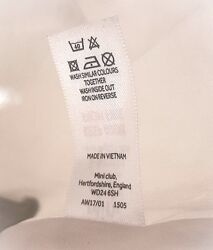 40
WASH SIMILAR COLOURS
TOGETHER
WASH INSIDE OUT
IRON ON REVERSE
MADE IN VIETNAM
Mini club,
Hertfordshire, England
WD24 6SH
AW17/01 1505